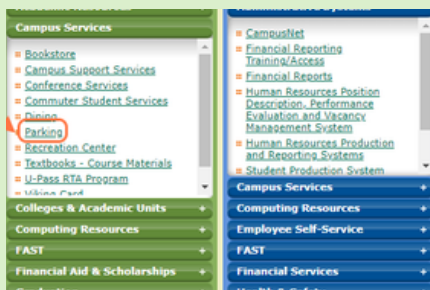 Campus Services
Bookstore
Campus Support Services
Conference Services
Commuter Student Services
Dining
Parking
Recreation Center
Textbooks - Course Materials
U-Pass RTA Program
Viking Card
Colleges & Academic Units +
Computing Resources +
FAST +
Financial Aid & Scholarships +
CampusNet
Financial Reporting
Training/Access
Financial Reports
Human Resources Position
Description, Performance
Evaluation and Vacancy
Management System
Human Resources Production
and Reporting Systems
Student Production System
Campus Services +
Computing Resources +
Employee Self-Service +
FAST +
Financial Services +